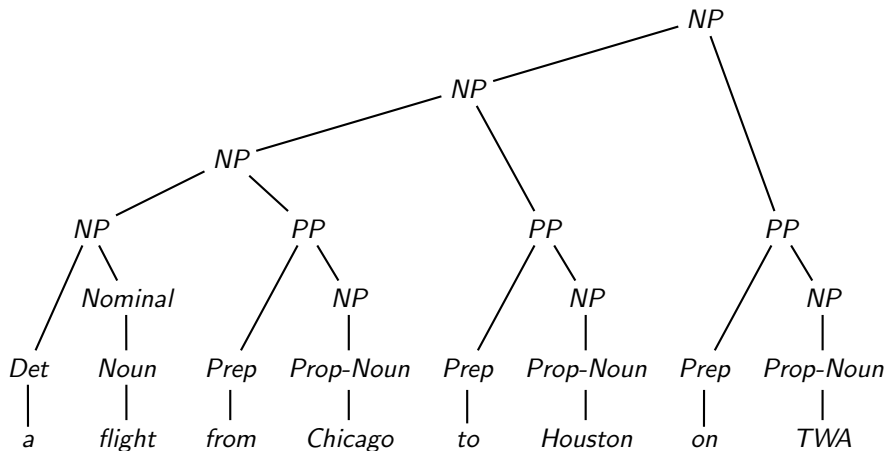 NP
NP
NP
NP PP PP PP
Nominal NP NP NP
Det Noun Prep Prop-Noun Prep Prop-Noun Prep Prop-Noun
a flight from Chicago to Houston on TWA